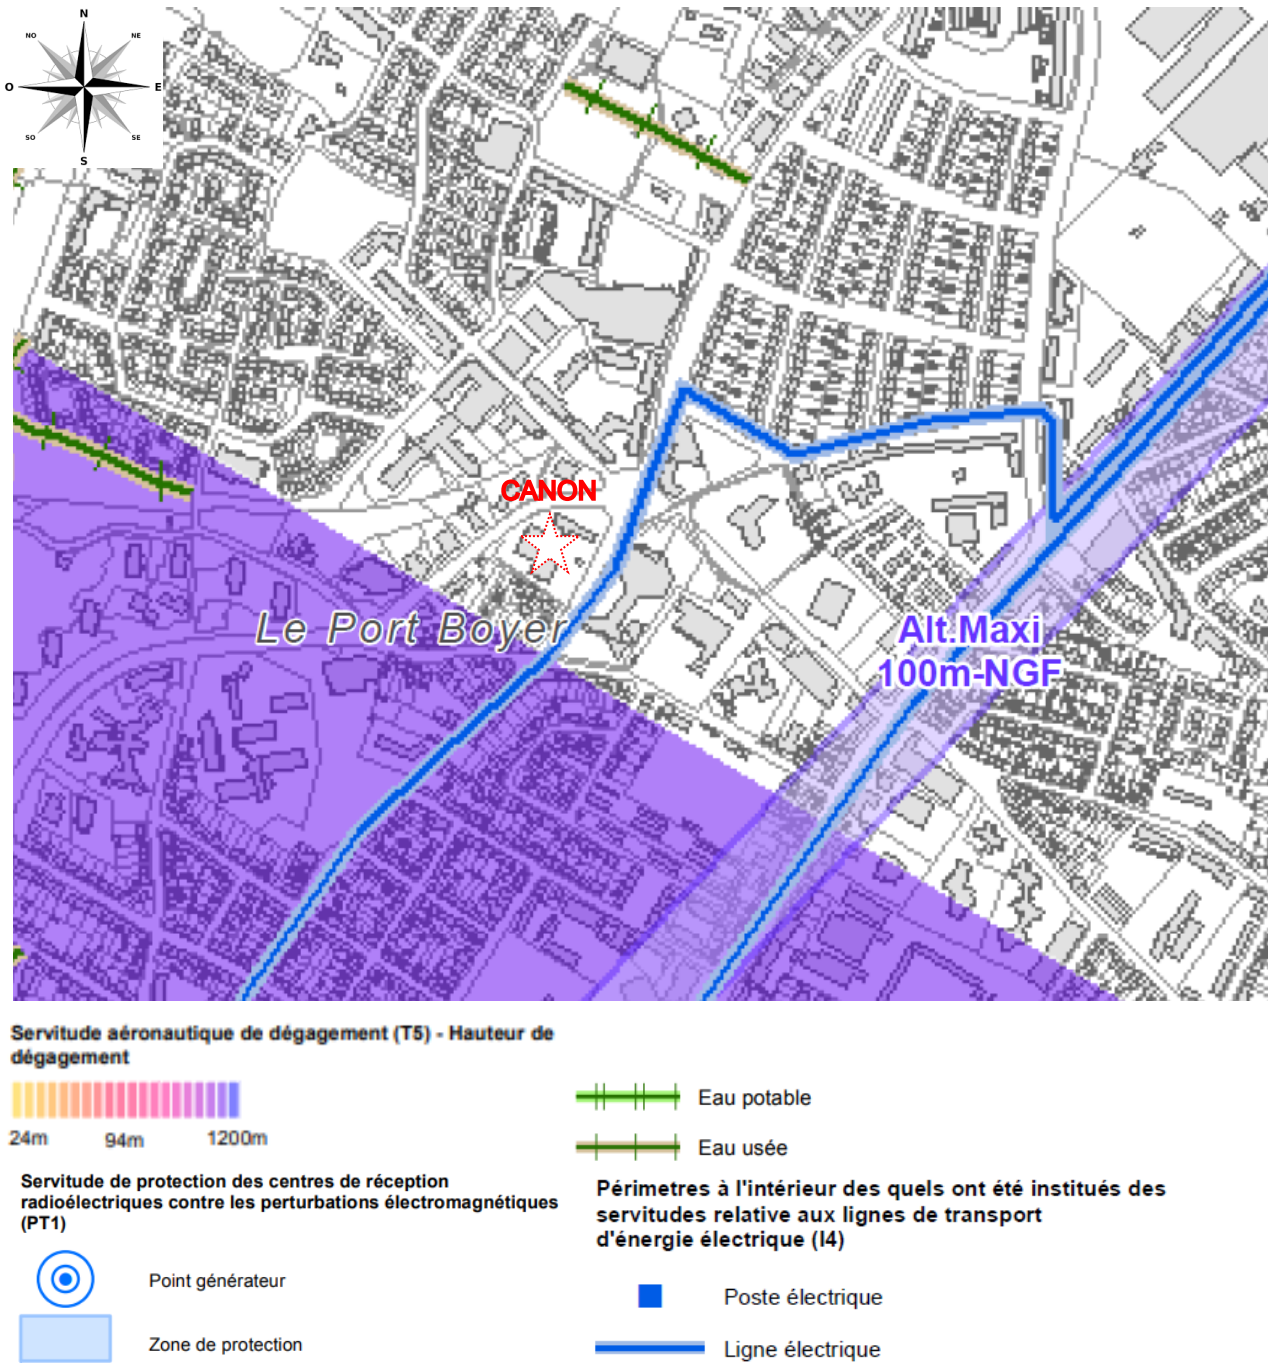 N
NO
NE
O
E
SO
SE
S
CANON
Le Port Boyer
Alt.Maxi
100m-NGF
Servitude aéronautique de dégagement (T5) - Hauteur de
dégagement
24m
94m
1200m
Eau potable
Eau usée
Servitude de protection des centres de réception
radioélectriques contre les perturbations électromagnétiques
(PT1)
Point générateur
Zone de protection
Périmetres à l'intérieur des quels ont été institués des
servitudes relative aux lignes de transport
d'énergie électrique (I4)
Poste électrique
Ligne électrique